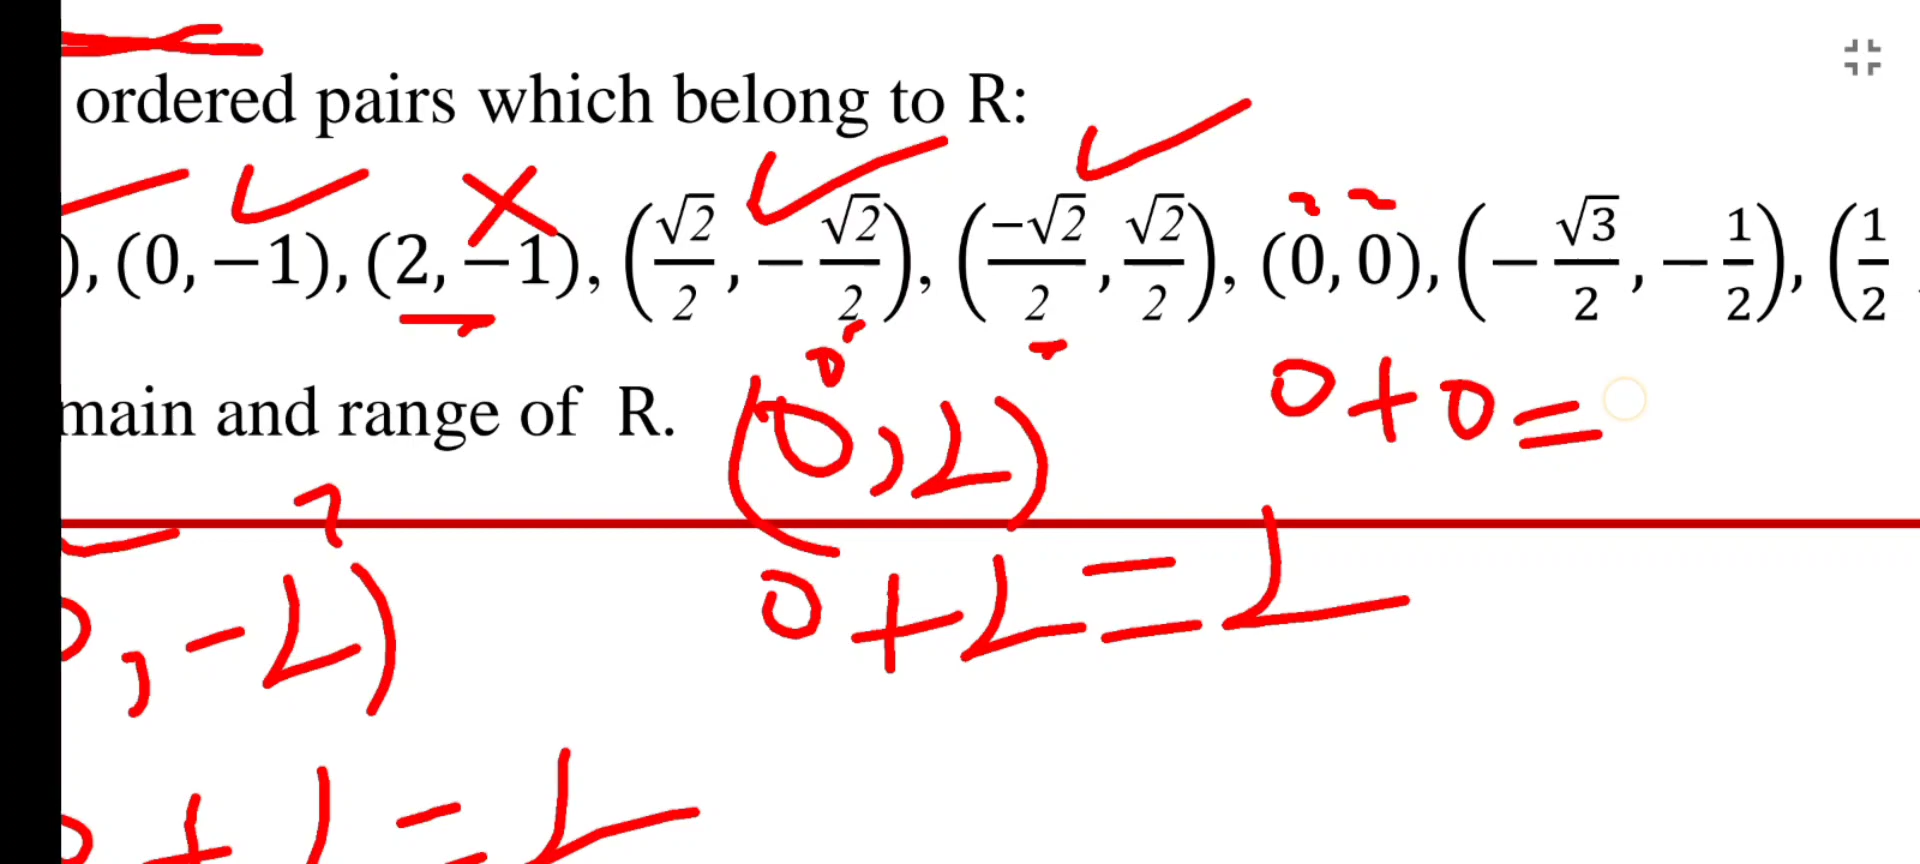 ordered pairs which belong to R:
), (0, −1), (2, −1), (√2/2, −√2/2), (−√2/2, √2/2), (0, 0), (−√3/2, −1/2), (1/2
main and range of R.
0+0=
(0,1)
0+1=1
0,-1)
0+1=1